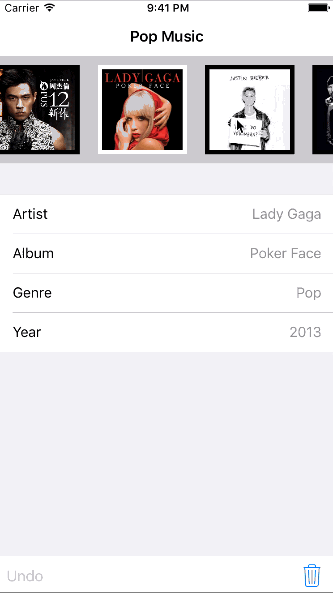 Carrier 9:41 PM
Pop Music
周杰倫
12
新作
LADY GAGA
POKER FACE
JUSTIN BIEBER
Artist Lady Gaga
Album Poker Face
Genre Pop
Year 2013
Undo